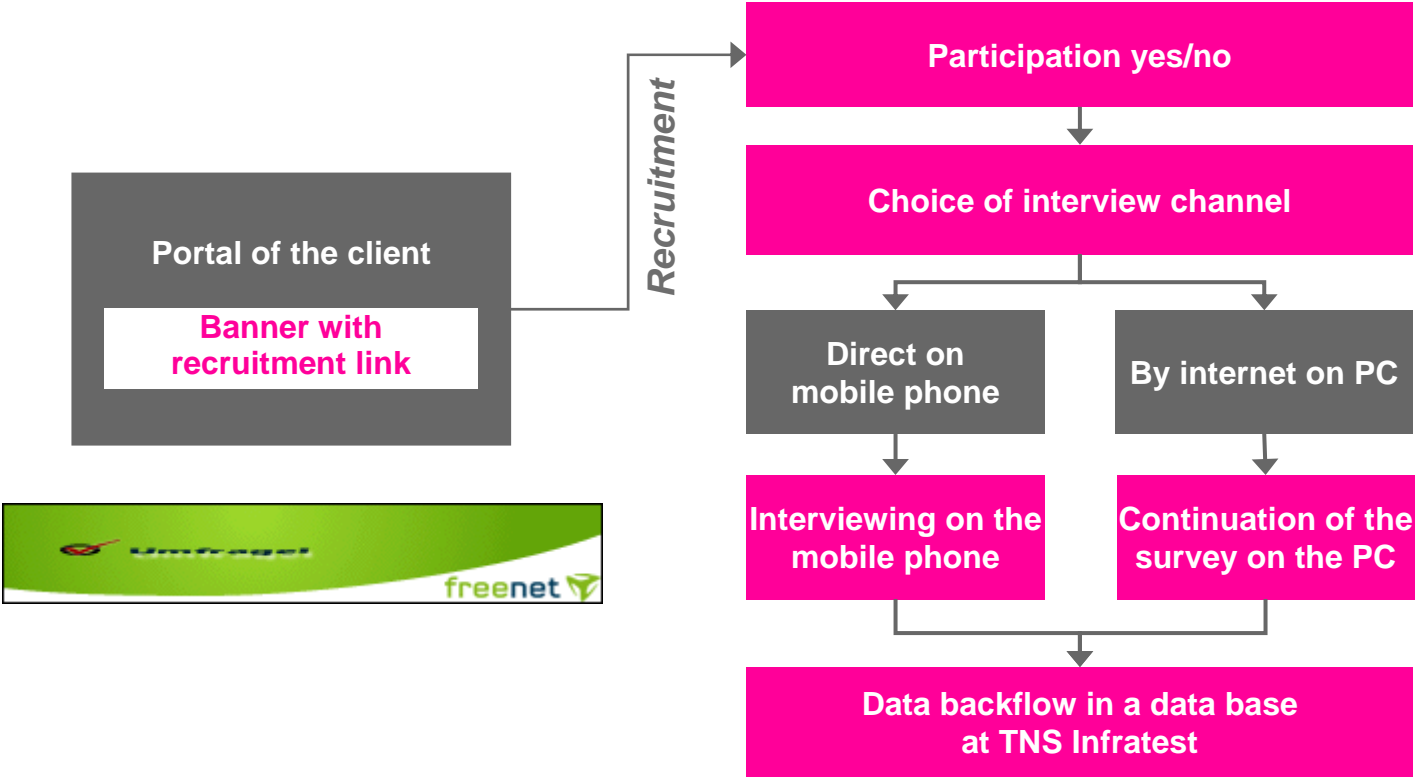 Participation yes/no
Recruitment
Choice of interview channel
Portal of the client
Banner with
recruitment link
Direct on
mobile phone
By internet on PC
Interviewing on the
mobile phone
Continuation of the
survey on the PC
Umfrage!
freenet
Data backflow in a data base
at TNS Infratest